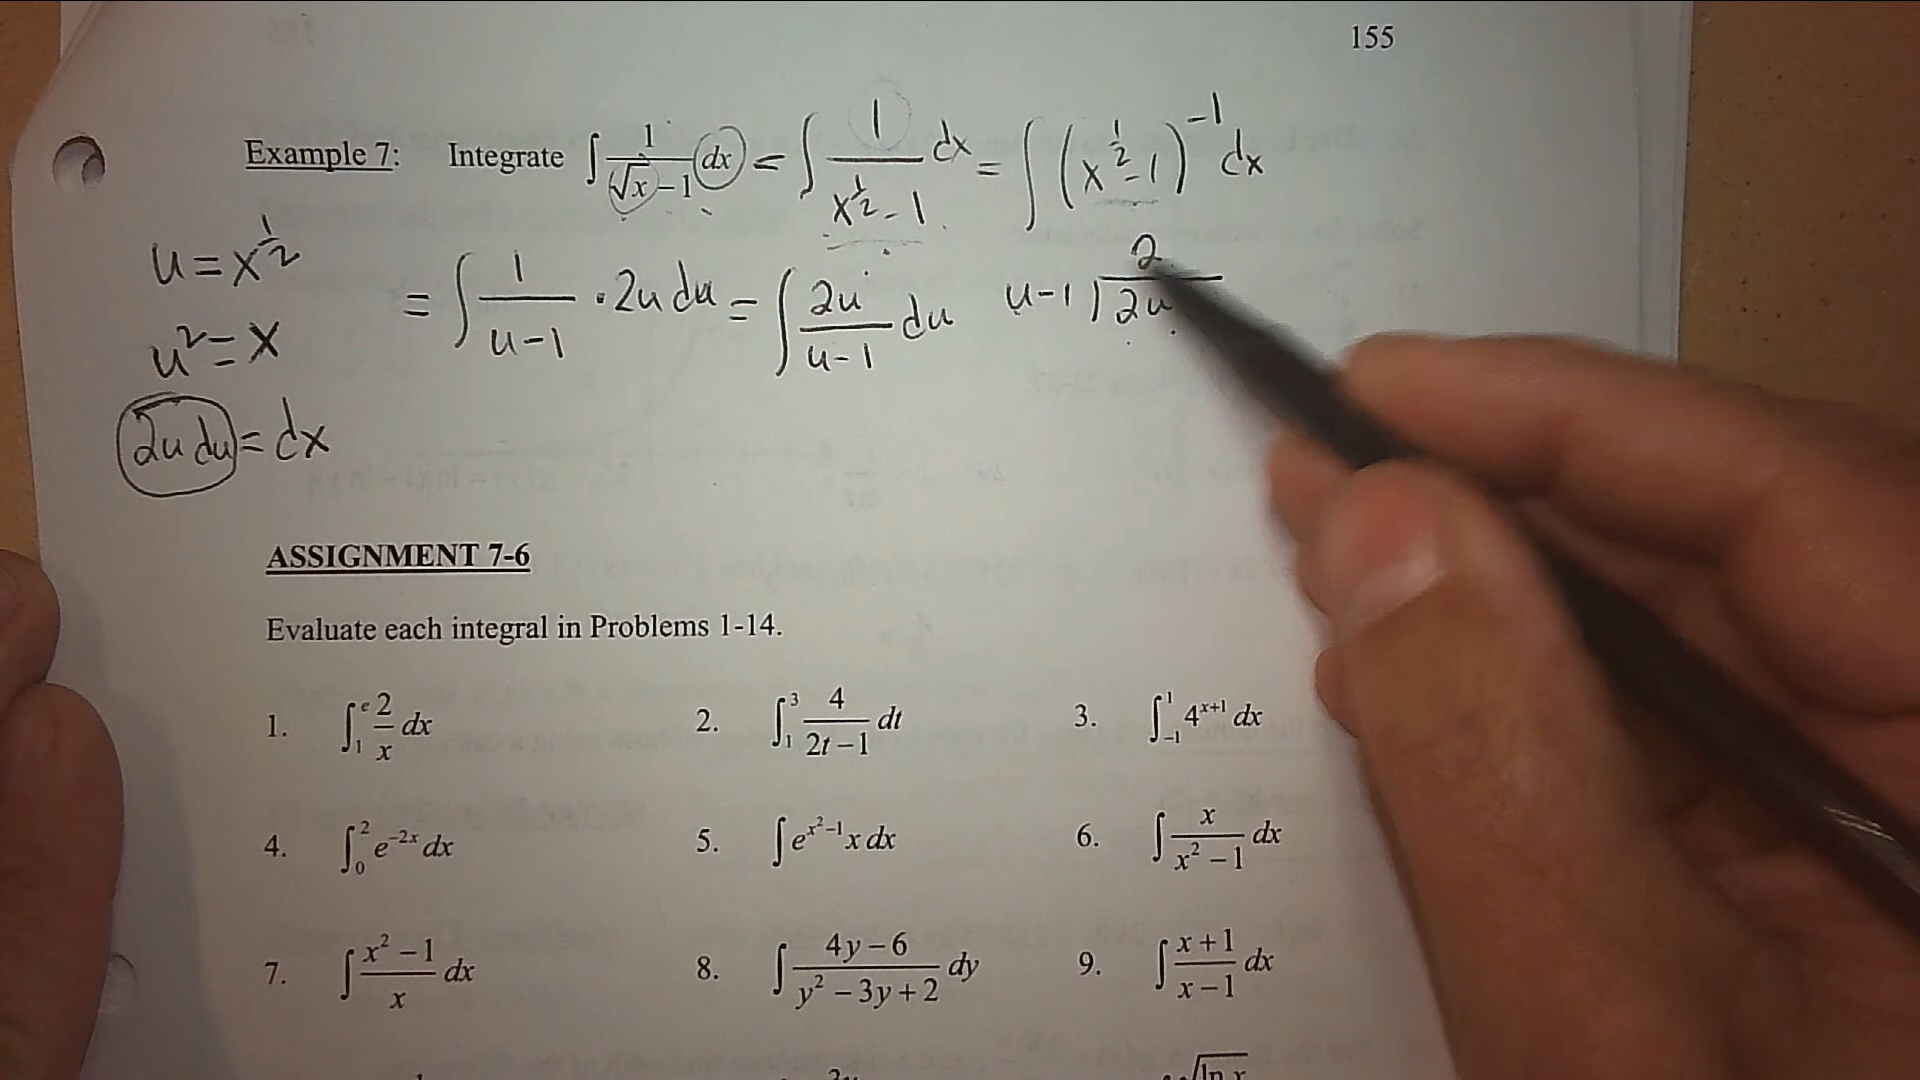 155
Example 7: Integrate ∫ 1/(√x − 1) dx = ∫ 1/(x^(1/2) − 1) dx = ∫ (x^(1/2) − 1)^(−1) dx
u = x^(1/2)
= ∫ 1/(u − 1) · 2u du = ∫ 2u/(u − 1) du
2
u − 1 ) 2u
u² = x
2u du = dx
ASSIGNMENT 7-6
Evaluate each integral in Problems 1-14.
1. ∫₁^e 2/x dx 2. ∫₁³ 4/(2t − 1) dt 3. ∫₋₁¹ 4^(x+1) dx
4. ∫₀² e^(−2x) dx 5. ∫ e^(x²−1) x dx 6. ∫ x/(x² − 1) dx
7. ∫ (x² − 1)/x dx 8. ∫ (4y − 6)/(y² − 3y + 2) dy 9. ∫ (x + 1)/(x − 1) dx
√ln x